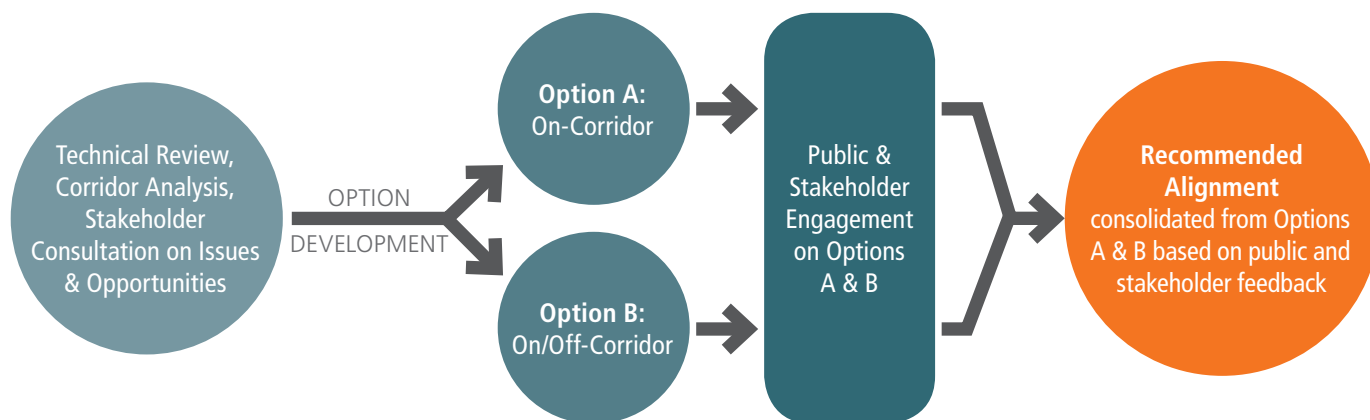 Technical Review,
Corridor Analysis,
Stakeholder
Consultation on Issues
& Opportunities
OPTION
DEVELOPMENT
Option A:
On-Corridor
Option B:
On/Off-Corridor
Public &
Stakeholder
Engagement
on Options
A & B
Recommended
Alignment
consolidated from Options
A & B based on public and
stakeholder feedback